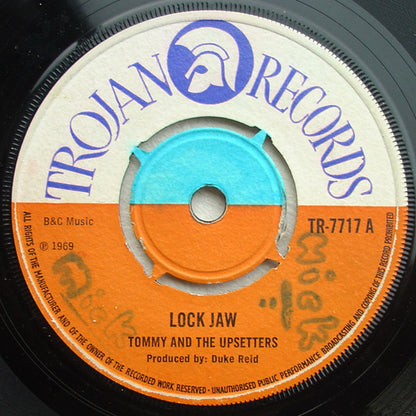 TROJAN RECORDS
B&C Music
℗ 1969
TR-7717 A
LOCK JAW
TOMMY AND THE UPSETTERS
Produced by: Duke Reid
ALL RIGHTS OF THE MANUFACTURER AND OF THE OWNER OF THE RECORDED WORK RESERVED - UNAUTHORISED PUBLIC PERFORMANCE BROADCASTING AND COPYING OF THIS RECORD PROHIBITED